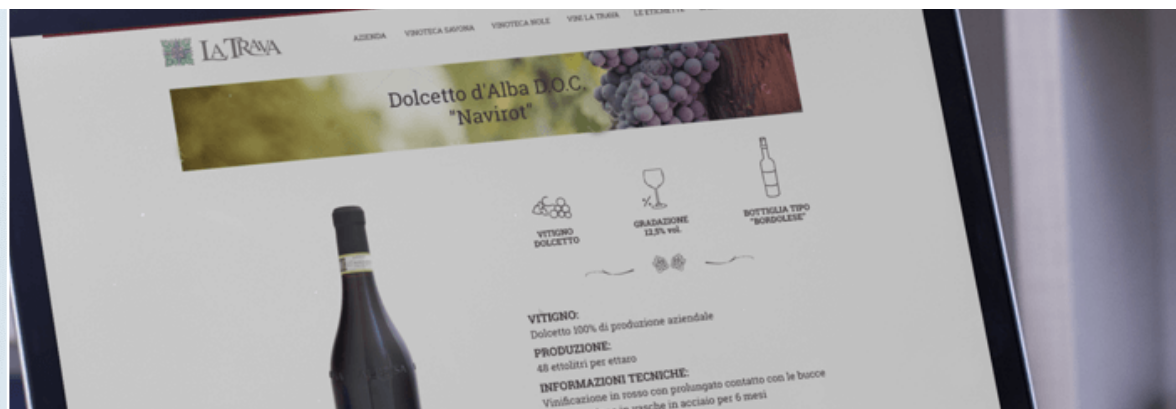 LA TRAVA
AZIENDA VINOTECA SAVONA VINOTECA NOLE VINI LA TRAVA LE ETICHETTE
Dolcetto d'Alba D.O.C.
"Navirot"
VITIGNO
DOLCETTO
GRADAZIONE
12,5% vol.
BOTTIGLIA TIPO
"BORDOLESE"
VITIGNO:
Dolcetto 100% di produzione aziendale
PRODUZIONE:
48 ettolitri per ettaro
INFORMAZIONI TECNICHE:
Vinificazione in rosso con prolungato contatto con le bucce
in vasche in acciaio per 6 mesi